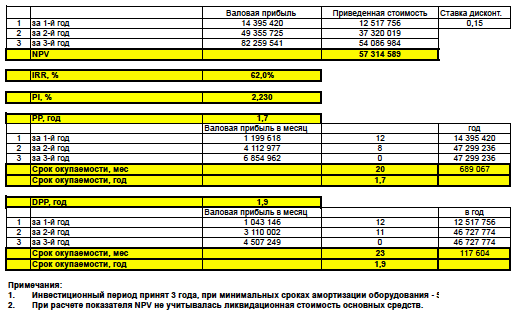 Валовая прибыль Приведенная стоимость Ставка дисконт.
1 за 1-й год 14 395 420 12 517 756 0,15
2 за 2-й год 49 355 725 37 320 019
3 за 3-й год 82 259 541 54 086 984
NPV 57 314 589
IRR, % 62,0%
PI, % 2,230
PP, год 1,7
Валовая прибыль в месяц год
1 за 1-й год 1 199 618 12 14 395 420
2 за 2-й год 4 112 977 8 47 299 236
3 за 3-й год 6 854 962 0 47 299 236
Срок окупаемости, мес 20 689 067
Срок окупаемости, год 1,7
DPP, год 1,9
Валовая прибыль в месяц в год
1 за 1-й год 1 043 146 12 12 517 756
2 за 2-й год 3 110 002 11 46 727 774
3 за 3-й год 4 507 249 0 46 727 774
Срок окупаемости, мес 23 117 604
Срок окупаемости, год 1,9
Примечания:
1. Инвестиционый период принят 3 года, при минимальных сроках амортизации оборудования -
2. При расчете показателя NPV не учитывалась ликвидационная стоимость основных средств.